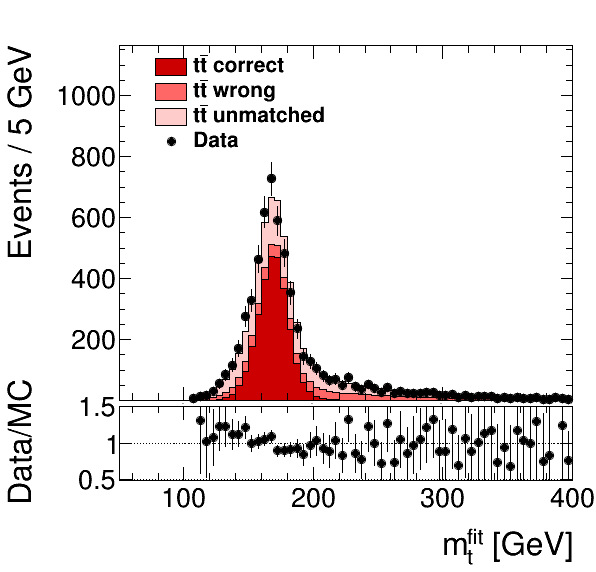 Events / 5 GeV
1000
800
600
400
200
tt̄ correct
tt̄ wrong
tt̄ unmatched
Data
Data/MC
1.5
1
0.5
100
200
300
400
m_t^fit [GeV]